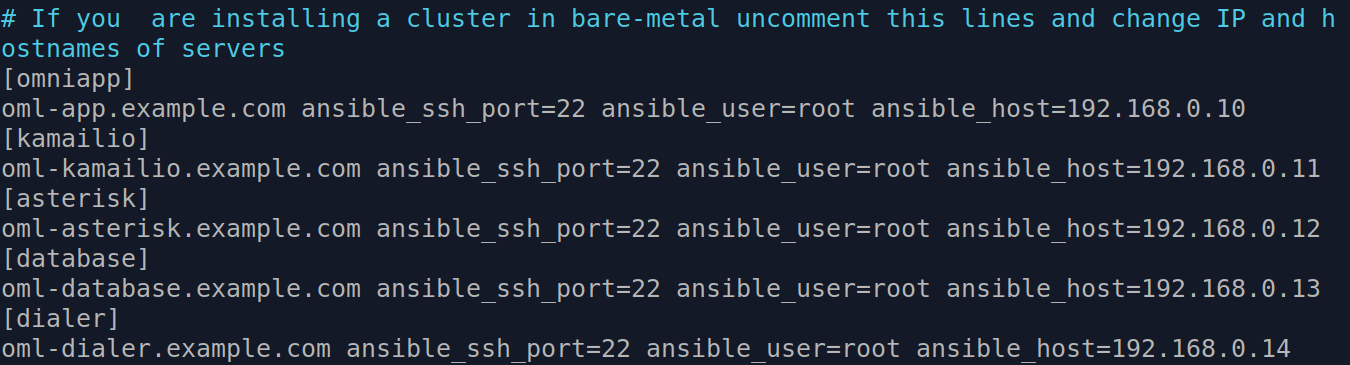 # If you  are installing a cluster in bare-metal uncomment this lines and change IP and h
ostnames of servers
[omniapp]
oml-app.example.com ansible_ssh_port=22 ansible_user=root ansible_host=192.168.0.10
[kamailio]
oml-kamailio.example.com ansible_ssh_port=22 ansible_user=root ansible_host=192.168.0.11
[asterisk]
oml-asterisk.example.com ansible_ssh_port=22 ansible_user=root ansible_host=192.168.0.12
[database]
oml-database.example.com ansible_ssh_port=22 ansible_user=root ansible_host=192.168.0.13
[dialer]
oml-dialer.example.com ansible_ssh_port=22 ansible_user=root ansible_host=192.168.0.14